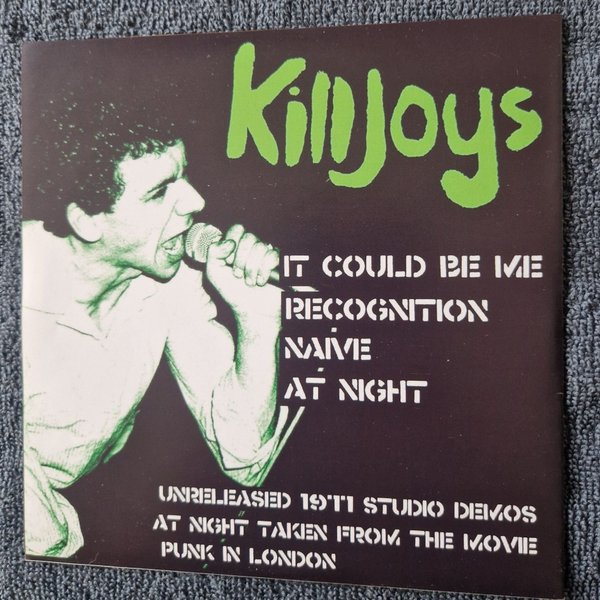 Killjoys
IT COULD BE ME
RECOGNITION
NAÍVE
AT NIGHT
UNRELEASED 1977 STUDIO DEMOS
AT NIGHT TAKEN FROM THE MOVIE
PUNK IN LONDON